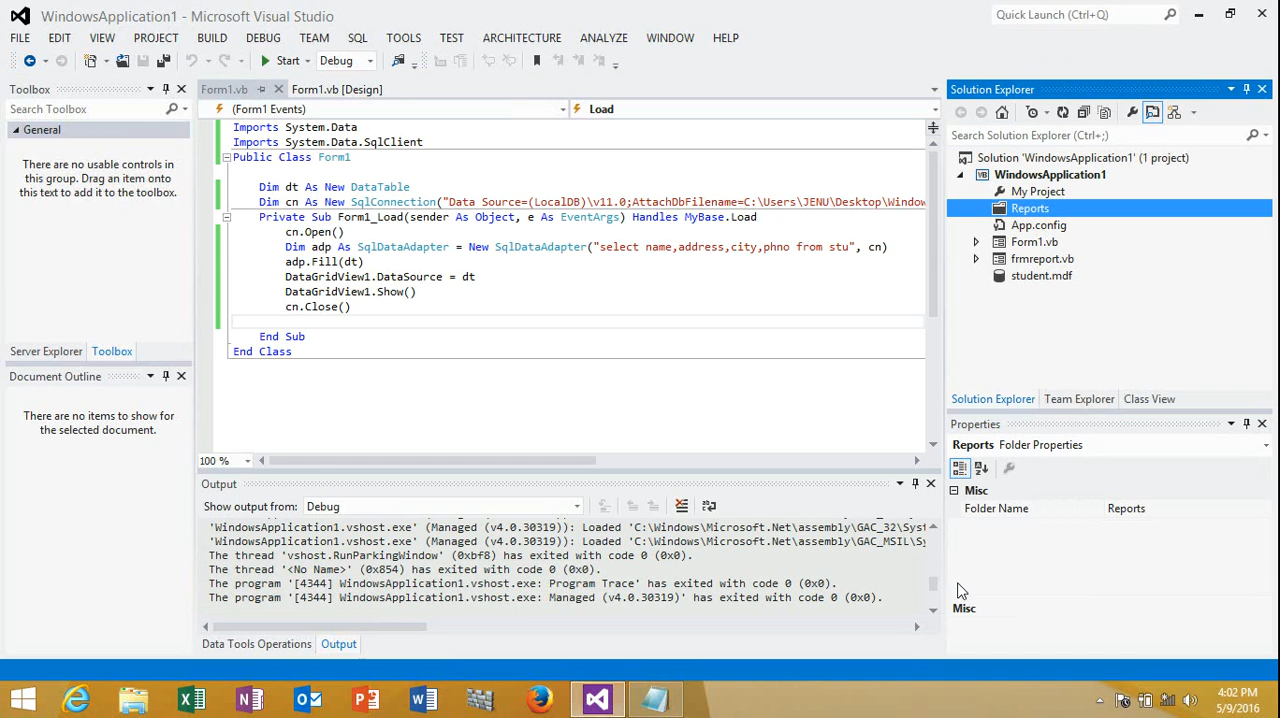 WindowsApplication1 - Microsoft Visual Studio
Quick Launch (Ctrl+Q)
FILE EDIT VIEW PROJECT BUILD DEBUG TEAM SQL TOOLS TEST ARCHITECTURE ANALYZE WINDOW HELP
Start Debug
Toolbox
Search Toolbox
General
There are no usable controls in
this group. Drag an item onto
this text to add it to the toolbox.
Server Explorer Toolbox
Document Outline
There are no items to show for
the selected document.
Form1.vb Form1.vb [Design]
(Form1 Events) Load
Imports System.Data
Imports System.Data.SqlClient
Public Class Form1
Dim dt As New DataTable
Dim cn As New SqlConnection("Data Source=(LocalDB)\v11.0;AttachDbFilename=C:\Users\JENU\Desktop\Window
Private Sub Form1_Load(sender As Object, e As EventArgs) Handles MyBase.Load
cn.Open()
Dim adp As SqlDataAdapter = New SqlDataAdapter("select name,address,city,phno from stu", cn)
adp.Fill(dt)
DataGridView1.DataSource = dt
DataGridView1.Show()
cn.Close()
End Sub
End Class
100 %
Output
Show output from: Debug
'WindowsApplication1.vshost.exe' (Managed (v4.0.30319)): Loaded 'C:\Windows\Microsoft.Net\assembly\GAC_32\Syst
'WindowsApplication1.vshost.exe' (Managed (v4.0.30319)): Loaded 'C:\Windows\Microsoft.Net\assembly\GAC_MSIL\Sy
The thread 'vshost.RunParkingWindow' (0xbf8) has exited with code 0 (0x0).
The thread '<No Name>' (0x854) has exited with code 0 (0x0).
The program '[4344] WindowsApplication1.vshost.exe: Program Trace' has exited with code 0 (0x0).
The program '[4344] WindowsApplication1.vshost.exe: Managed (v4.0.30319)' has exited with code 0 (0x0).
Data Tools Operations Output
Solution Explorer
Search Solution Explorer (Ctrl+;)
Solution 'WindowsApplication1' (1 project)
WindowsApplication1
My Project
Reports
App.config
Form1.vb
frmreport.vb
student.mdf
Solution Explorer Team Explorer Class View
Properties
Reports Folder Properties
Misc
Folder Name Reports
Misc
4:02 PM
5/9/2016